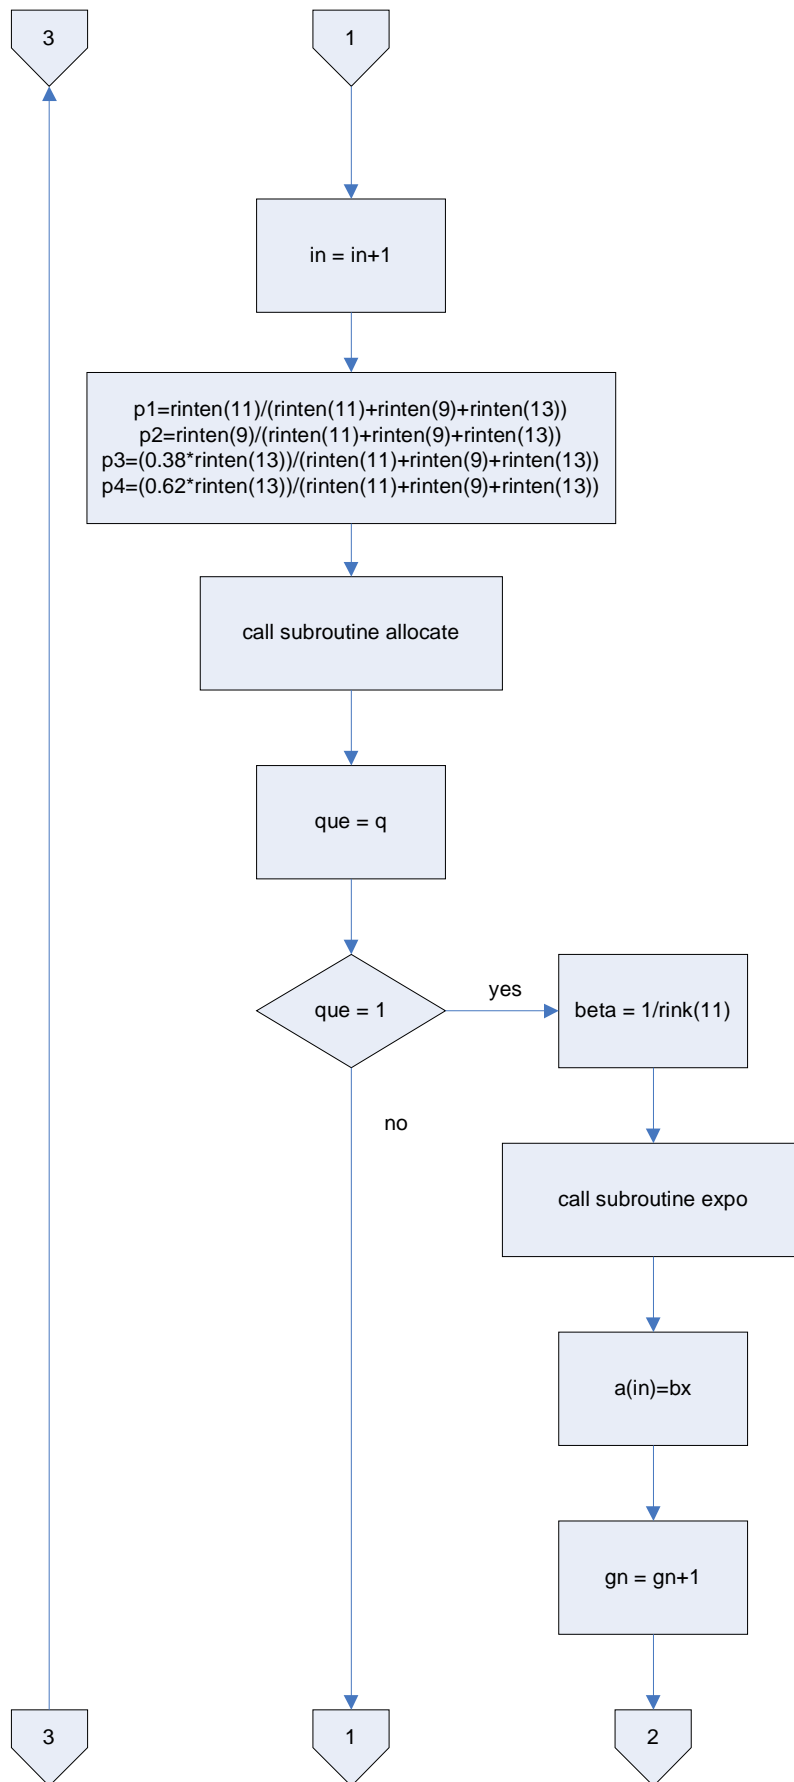 3
1
in = in+1
p1=rinten(11)/(rinten(11)+rinten(9)+rinten(13))
p2=rinten(9)/(rinten(11)+rinten(9)+rinten(13))
p3=(0.38*rinten(13))/(rinten(11)+rinten(9)+rinten(13))
p4=(0.62*rinten(13))/(rinten(11)+rinten(9)+rinten(13))
call subroutine allocate
que = q
que = 1
yes
beta = 1/rink(11)
no
call subroutine expo
a(in)=bx
gn = gn+1
3
1
2